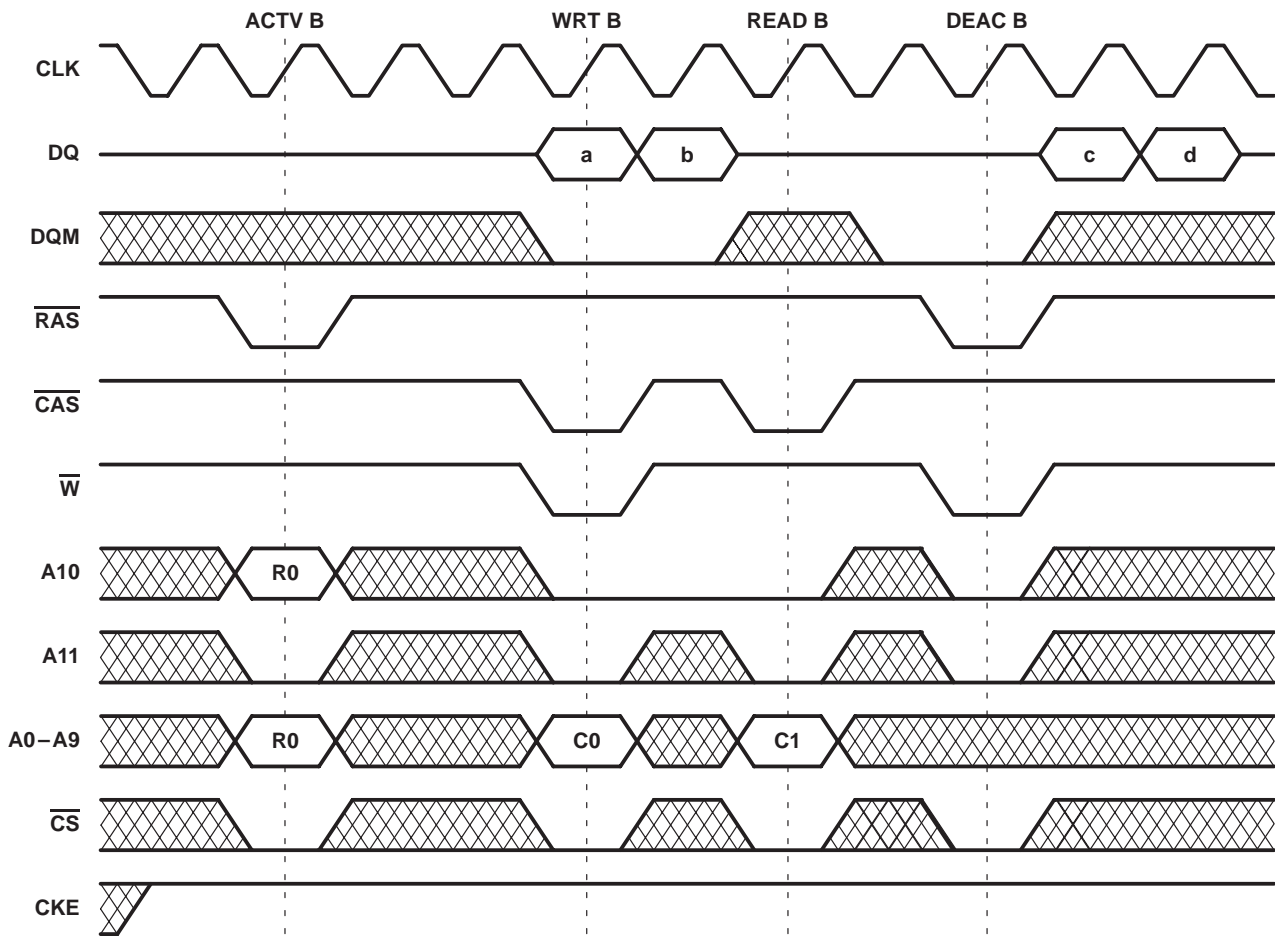 ACTV B WRT B READ B DEAC B
CLK
DQ a b c d
DQM
RAS
CAS
W
A10 R0
A11
A0–A9 R0 C0 C1
CS
CKE